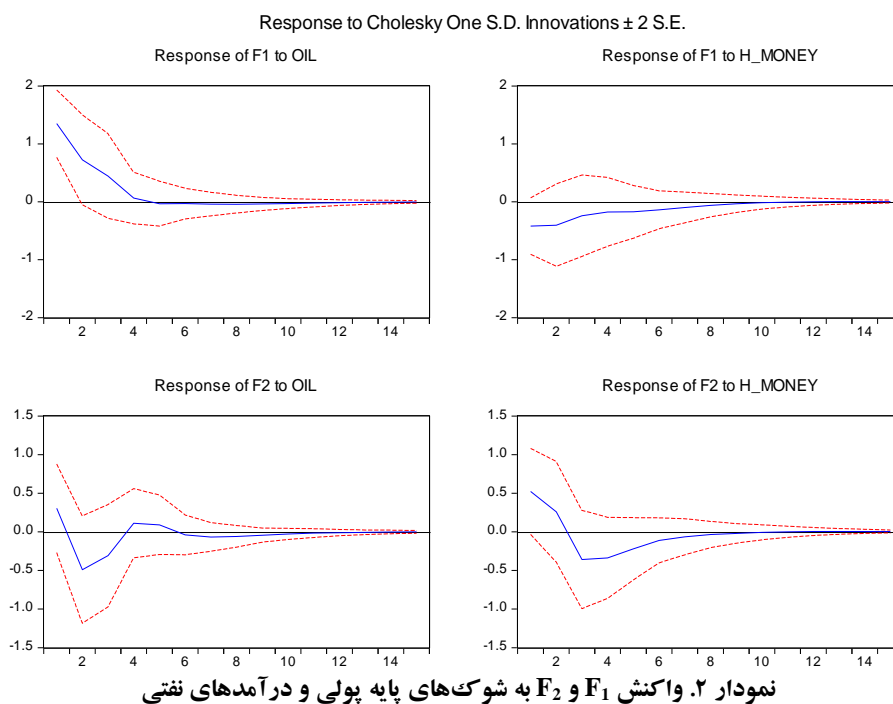 Response to Cholesky One S.D. Innovations ± 2 S.E.
Response of F1 to OIL
2
1
0
-1
-2
2 4 6 8 10 12 14
Response of F1 to H_MONEY
2
1
0
-1
-2
2 4 6 8 10 12 14
Response of F2 to OIL
1.5
1.0
0.5
0.0
-0.5
-1.0
-1.5
2 4 6 8 10 12 14
Response of F2 to H_MONEY
1.5
1.0
0.5
0.0
-0.5
-1.0
-1.5
2 4 6 8 10 12 14
نمودار ۲. واکنش F1 و F2 به شوک‌های پایه پولی و درآمدهای نفتی